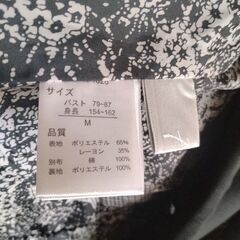 サイズ
バスト 79~87
身長 154~162
M
品質
表地 ポリエステル 65%
レーヨン 35%
別布 綿 100%
裏地 ポリエステル 100%